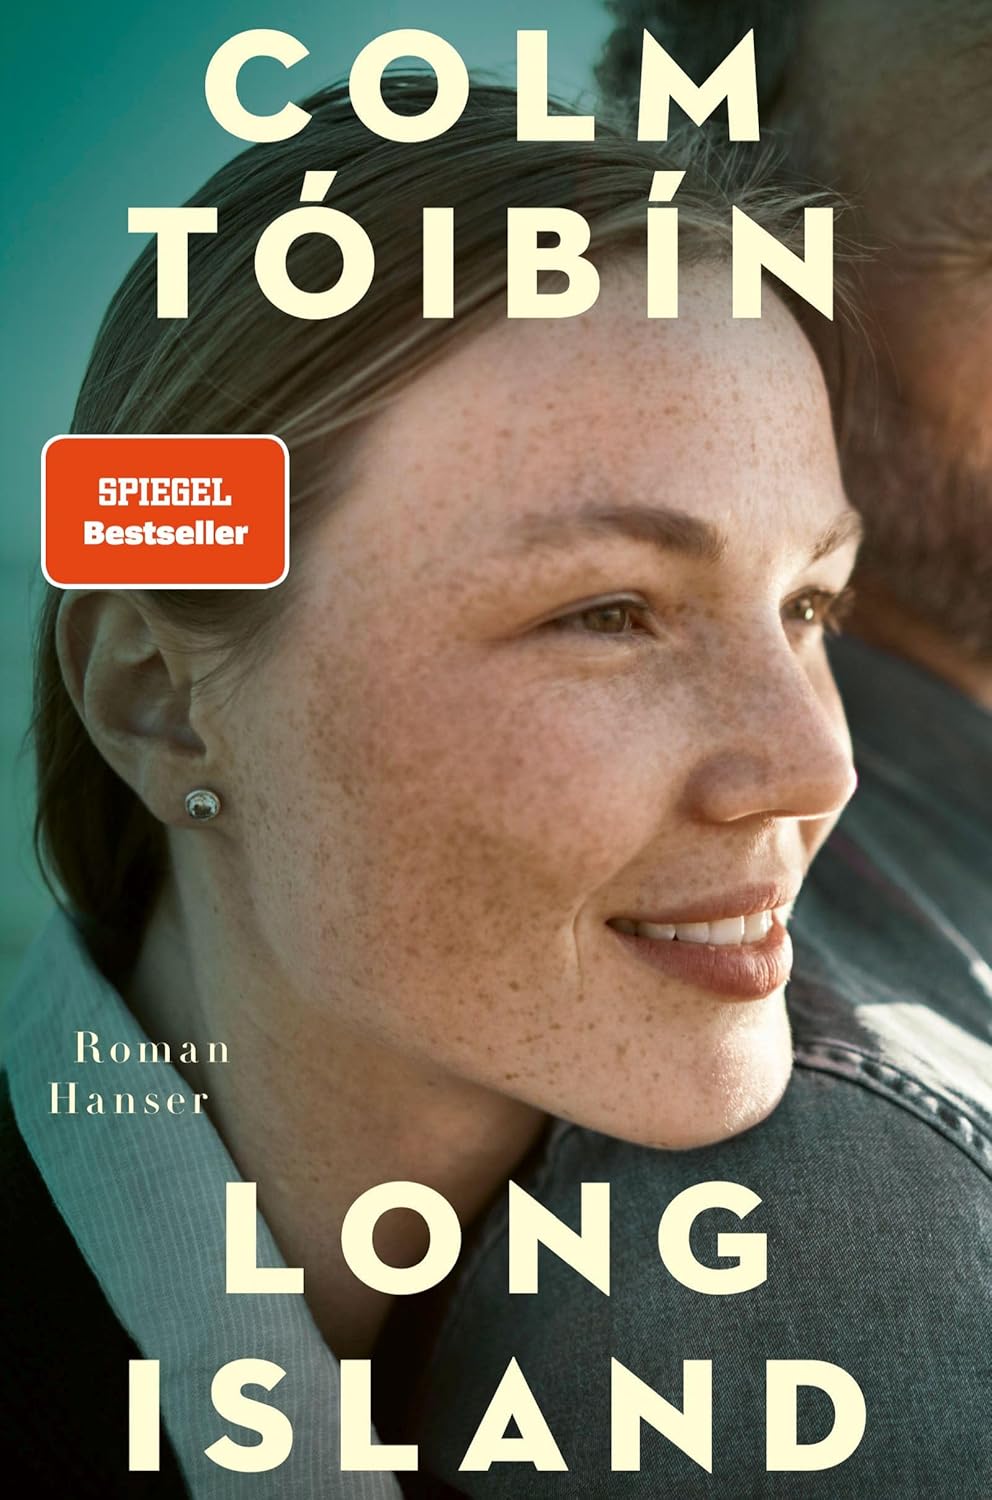 COLM
TÓIBÍN
SPIEGEL
Bestseller
Roman
Hanser
LONG
ISLAND